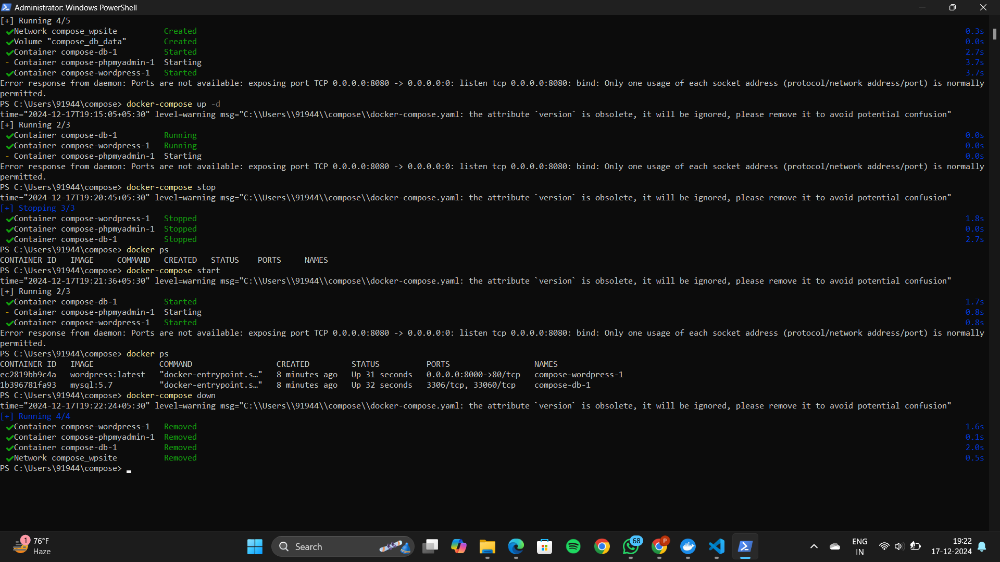 Administrator: Windows PowerShell
[+] Running 4/5
✔Network compose_wpsite Created 0.3s
✔Volume "compose_db_data" Created 0.0s
✔Container compose-db-1 Started 2.7s
- Container compose-phpmyadmin-1 Starting 3.7s
✔Container compose-wordpress-1 Started 3.7s
Error response from daemon: Ports are not available: exposing port TCP 0.0.0.0:8080 -> 0.0.0.0:0: listen tcp 0.0.0.0:8080: bind: Only one usage of each socket address (protocol/network address/port) is normally
permitted.
PS C:\Users\91944\compose> docker-compose up -d
time="2024-12-17T19:15:05+05:30" level=warning msg="C:\\Users\\91944\\compose\\docker-compose.yaml: the attribute `version` is obsolete, it will be ignored, please remove it to avoid potential confusion"
[+] Running 2/3
✔Container compose-db-1 Running 0.0s
✔Container compose-wordpress-1 Running 0.0s
- Container compose-phpmyadmin-1 Starting 0.0s
Error response from daemon: Ports are not available: exposing port TCP 0.0.0.0:8080 -> 0.0.0.0:0: listen tcp 0.0.0.0:8080: bind: Only one usage of each socket address (protocol/network address/port) is normally
permitted.
PS C:\Users\91944\compose> docker-compose stop
time="2024-12-17T19:20:45+05:30" level=warning msg="C:\\Users\\91944\\compose\\docker-compose.yaml: the attribute `version` is obsolete, it will be ignored, please remove it to avoid potential confusion"
[+] Stopping 3/3
✔Container compose-wordpress-1 Stopped 1.8s
✔Container compose-phpmyadmin-1 Stopped 0.0s
✔Container compose-db-1 Stopped 2.7s
PS C:\Users\91944\compose> docker ps
CONTAINER ID IMAGE COMMAND CREATED STATUS PORTS NAMES
PS C:\Users\91944\compose> docker-compose start
time="2024-12-17T19:21:36+05:30" level=warning msg="C:\\Users\\91944\\compose\\docker-compose.yaml: the attribute `version` is obsolete, it will be ignored, please remove it to avoid potential confusion"
[+] Running 2/3
✔Container compose-db-1 Started 1.7s
- Container compose-phpmyadmin-1 Starting 0.8s
✔Container compose-wordpress-1 Started 0.8s
Error response from daemon: Ports are not available: exposing port TCP 0.0.0.0:8080 -> 0.0.0.0:0: listen tcp 0.0.0.0:8080: bind: Only one usage of each socket address (protocol/network address/port) is normally
permitted.
PS C:\Users\91944\compose> docker ps
CONTAINER ID IMAGE COMMAND CREATED STATUS PORTS NAMES
ec2819bb9c4a wordpress:latest "docker-entrypoint.s…" 8 minutes ago Up 31 seconds 0.0.0.0:8000->80/tcp compose-wordpress-1
1b396781fa93 mysql:5.7 "docker-entrypoint.s…" 8 minutes ago Up 32 seconds 3306/tcp, 33060/tcp compose-db-1
PS C:\Users\91944\compose> docker-compose down
time="2024-12-17T19:22:24+05:30" level=warning msg="C:\\Users\\91944\\compose\\docker-compose.yaml: the attribute `version` is obsolete, it will be ignored, please remove it to avoid potential confusion"
[+] Running 4/4
✔Container compose-wordpress-1 Removed 1.6s
✔Container compose-phpmyadmin-1 Removed 0.1s
✔Container compose-db-1 Removed 2.0s
✔Network compose_wpsite Removed 0.5s
PS C:\Users\91944\compose>
1 76°F
Haze
Search
68
P
ENG
IN
19:22
17-12-2024